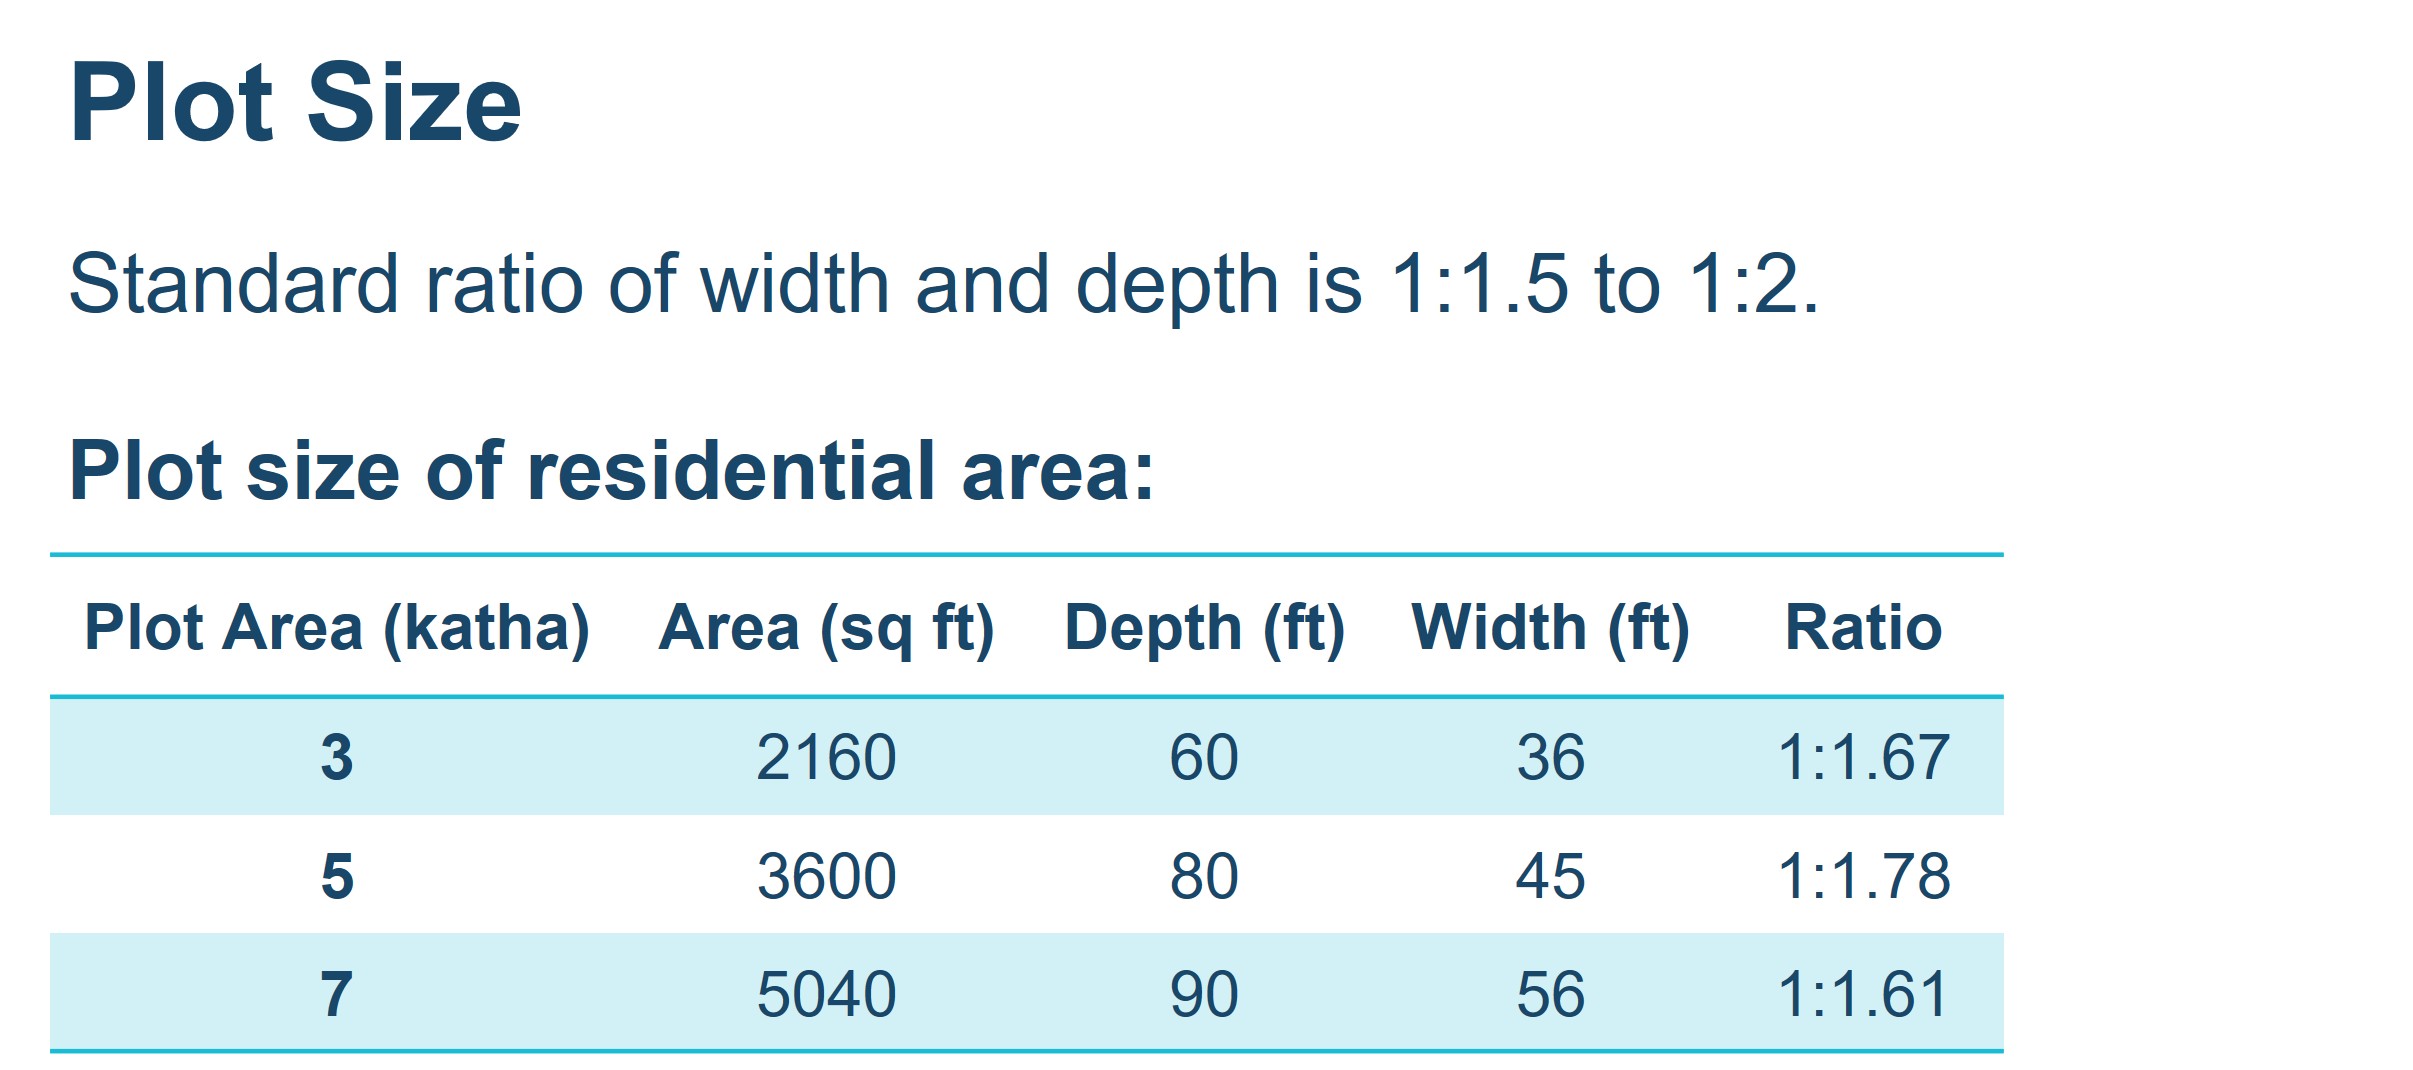 Plot Size
Standard ratio of width and depth is 1:1.5 to 1:2.
Plot size of residential area:
Plot Area (katha) Area (sq ft) Depth (ft) Width (ft) Ratio
3 2160 60 36 1:1.67
5 3600 80 45 1:1.78
7 5040 90 56 1:1.61